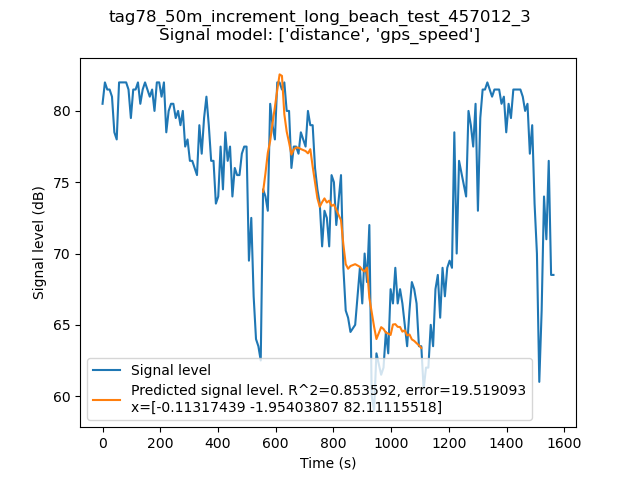 tag78_50m_increment_long_beach_test_457012_3
Signal model: ['distance', 'gps_speed']
Signal level (dB)
80
75
70
65
60
Signal level
Predicted signal level. R^2=0.853592, error=19.519093
x=[-0.11317439 -1.95403807 82.11115518]
0 200 400 600 800 1000 1200 1400 1600
Time (s)